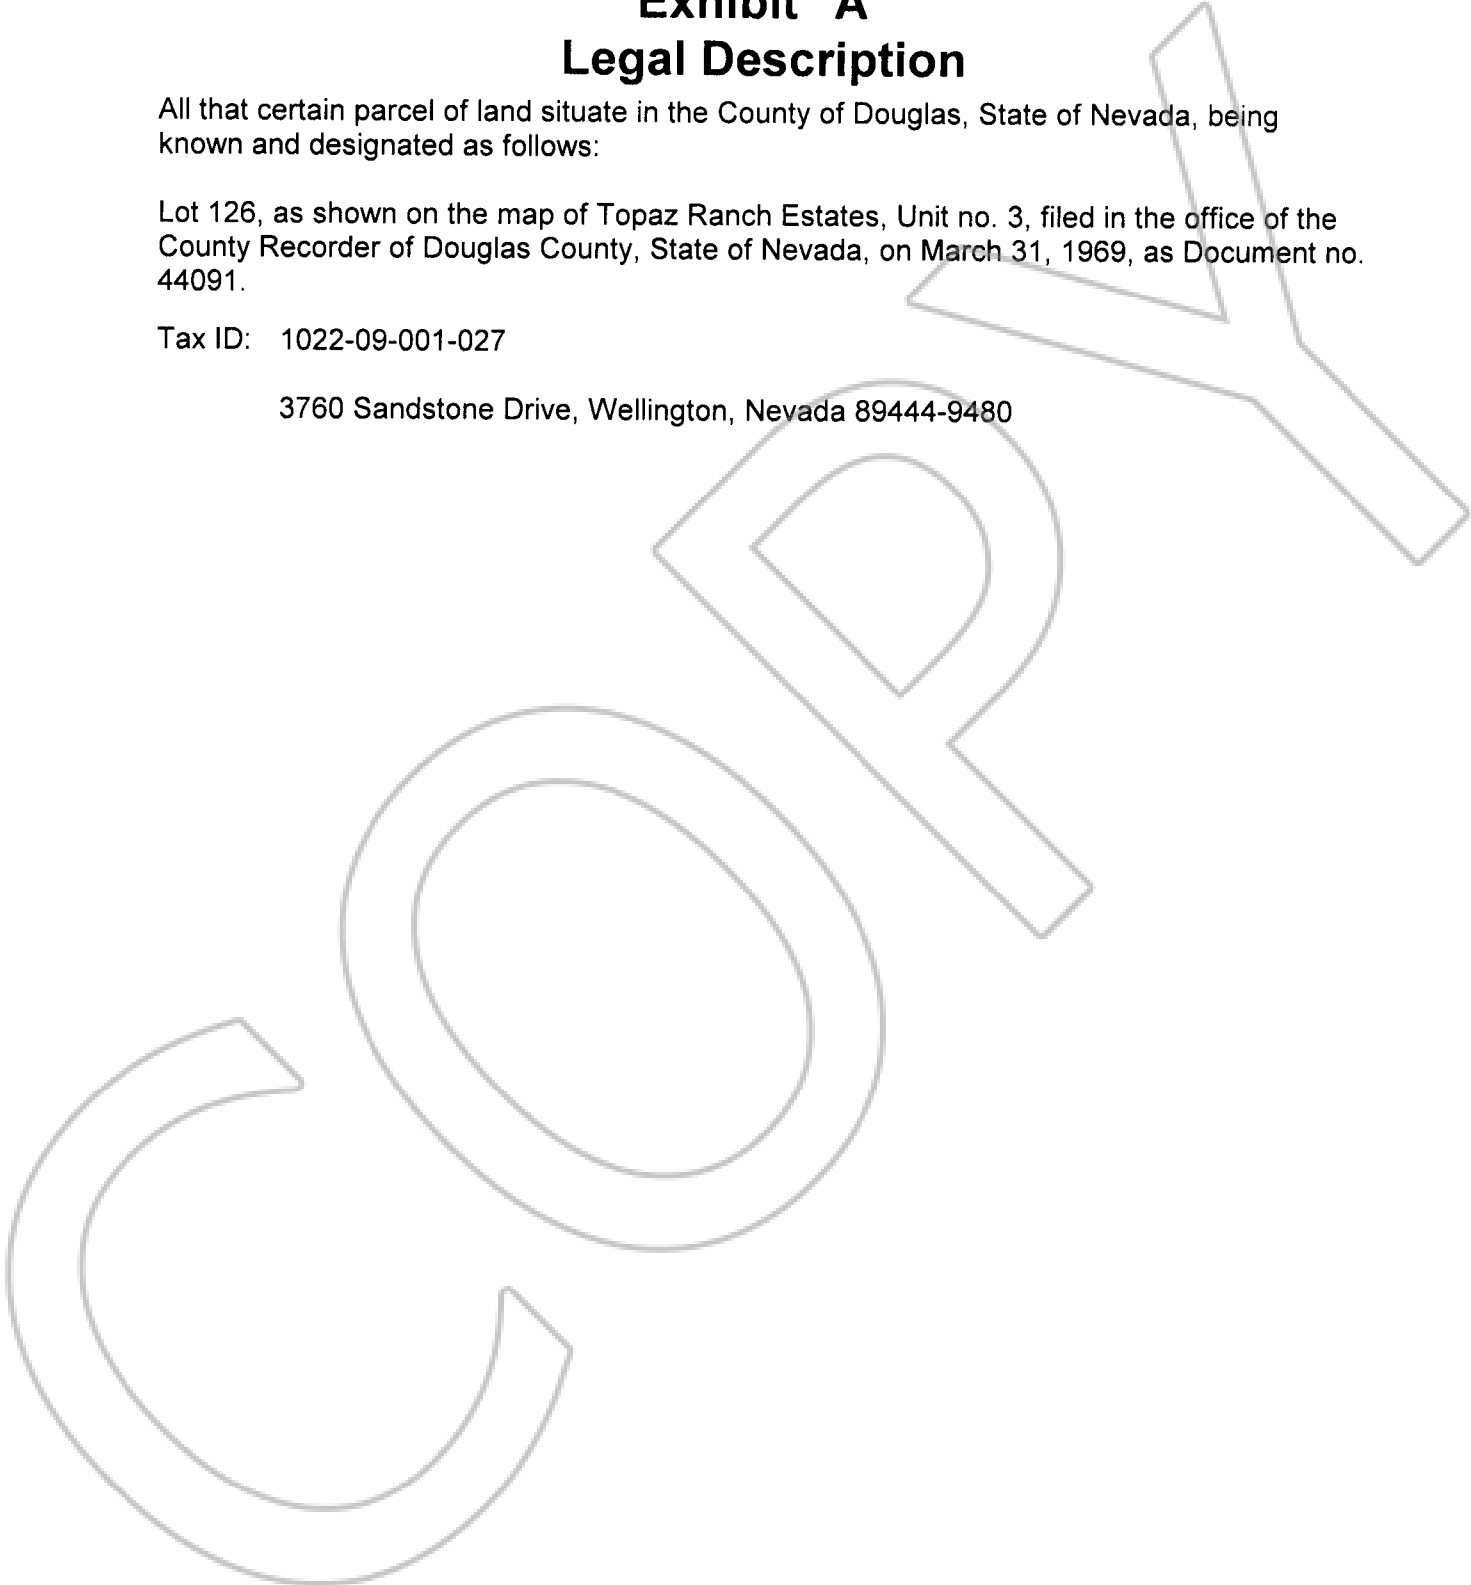 Exhibit "A"
Legal Description
All that certain parcel of land situate in the County of Douglas, State of Nevada, being
known and designated as follows:
Lot 126, as shown on the map of Topaz Ranch Estates, Unit no. 3, filed in the office of the
County Recorder of Douglas County, State of Nevada, on March 31, 1969, as Document no.
44091.
Tax ID: 1022-09-001-027
3760 Sandstone Drive, Wellington, Nevada 89444-9480
COPY